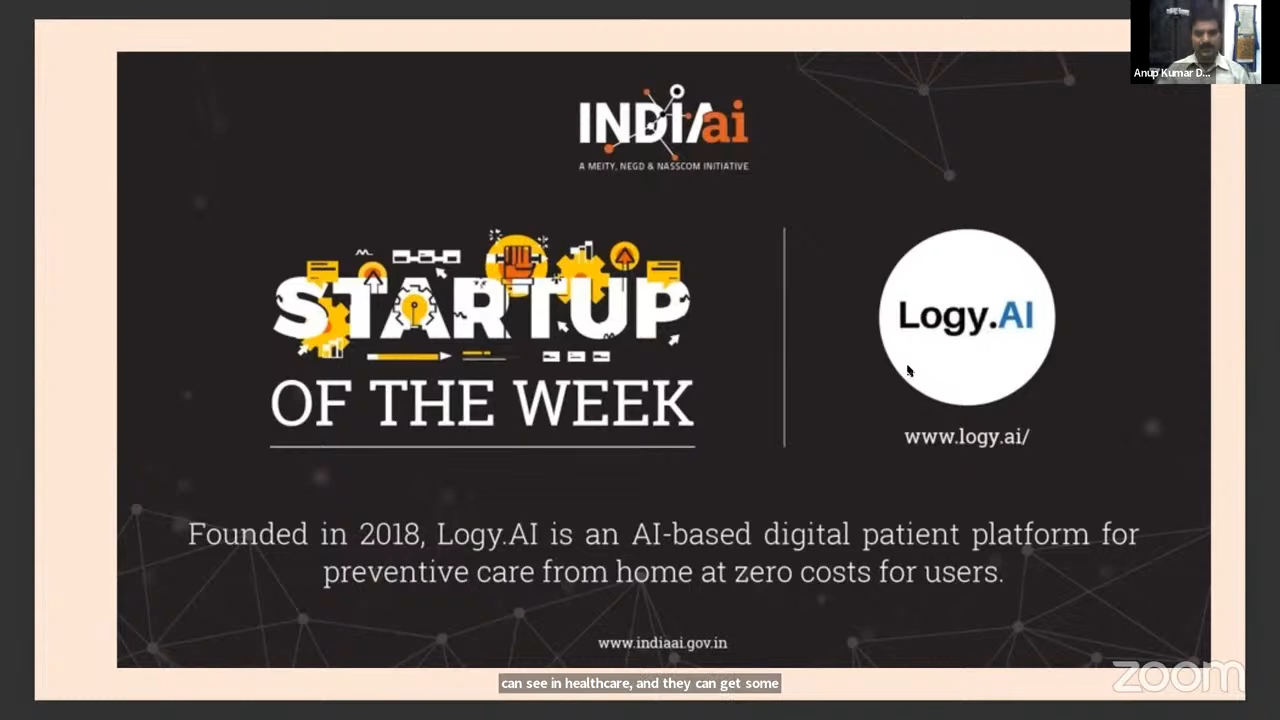 Anup Kumar D...
INDIAai
A MEITY, NEGD & NASSCOM INITIATIVE
STARTUP
OF THE WEEK
Logy.AI
www.logy.ai/
Founded in 2018, Logy.AI is an AI-based digital patient platform for
preventive care from home at zero costs for users.
www.indiaai.gov.in
zoom
can see in healthcare, and they can get some